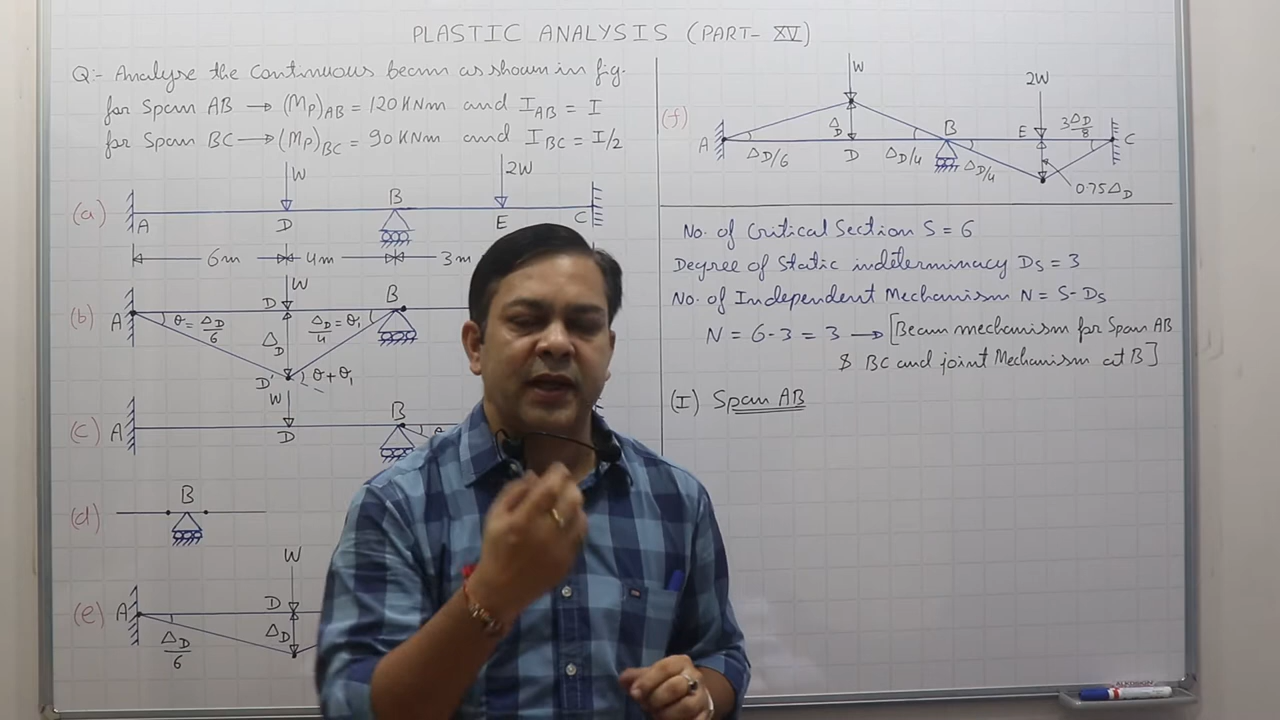 PLASTIC ANALYSIS (PART- XV)
Q:- Analyse the Continuous beam as shown in fig.
for Span AB → (Mp)AB = 120 KNm and IAB = I
for Span BC → (Mp)BC = 90 KNm and IBC = I/2
(a)
W
2W
A
D
B
E
C
6m
4m
3m
(b)
W
A
D
B
θ = ΔD/6
ΔD
ΔD/4 = θ1
D'
θ + θ1
(c)
W
A
D
B
(d)
B
(e)
W
A
D
ΔD/6
ΔD
(f)
W
2W
A
ΔD
B
E
3ΔD/8
C
ΔD/6
D
ΔD/4
ΔD/4
0.75ΔD
No. of Critical Section S = 6
Degree of Static indeterminacy Ds = 3
No. of Independent Mechanism N = S-Ds
N = 6-3 = 3 → [Beam mechanism for Span AB
& BC and joint Mechanism at B]
(I) Span AB